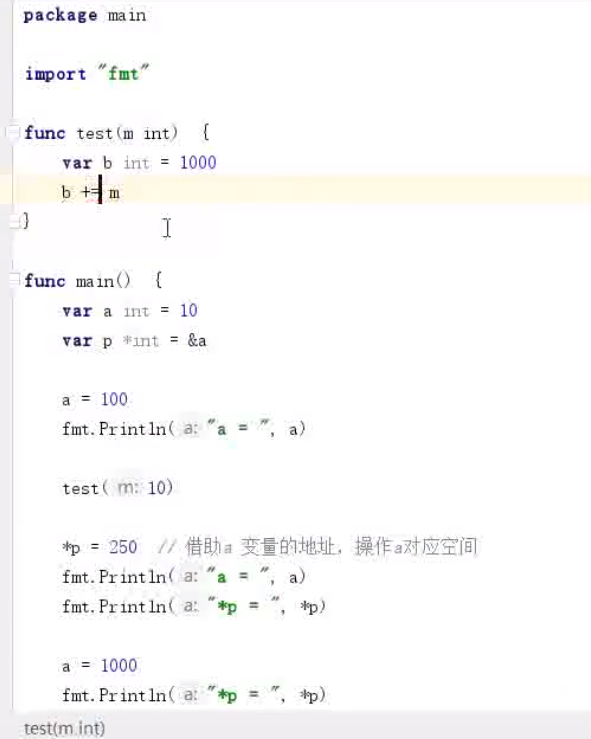 package main
import "fmt"
func test(m int) {
var b int = 1000
b += m
}
func main() {
var a int = 10
var p *int = &a
a = 100
fmt.Println( a: "a = ", a)
test( m: 10)
*p = 250 // 借助a 变量的地址，操作a对应空间
fmt.Println( a: "a = ", a)
fmt.Println( a: "*p = ", *p)
a = 1000
fmt.Println( a: "*p = ", *p)
test(m int)